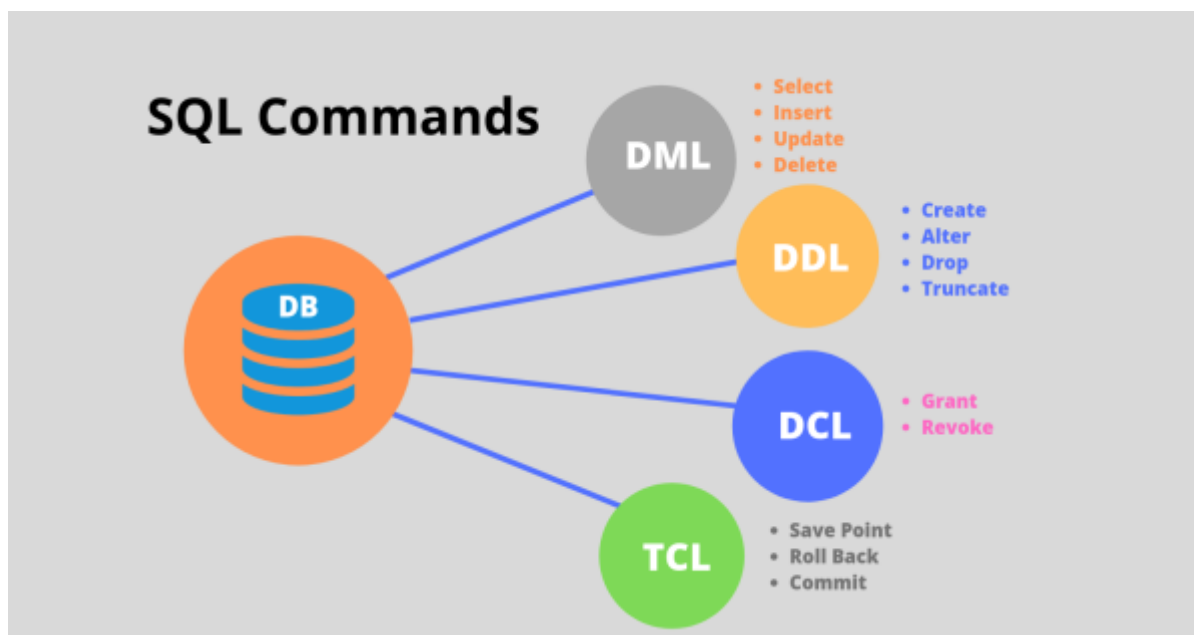 SQL Commands
DML
• Select
• Insert
• Update
• Delete
DDL
• Create
• Alter
• Drop
• Truncate
DB
DCL
• Grant
• Revoke
TCL
• Save Point
• Roll Back
• Commit